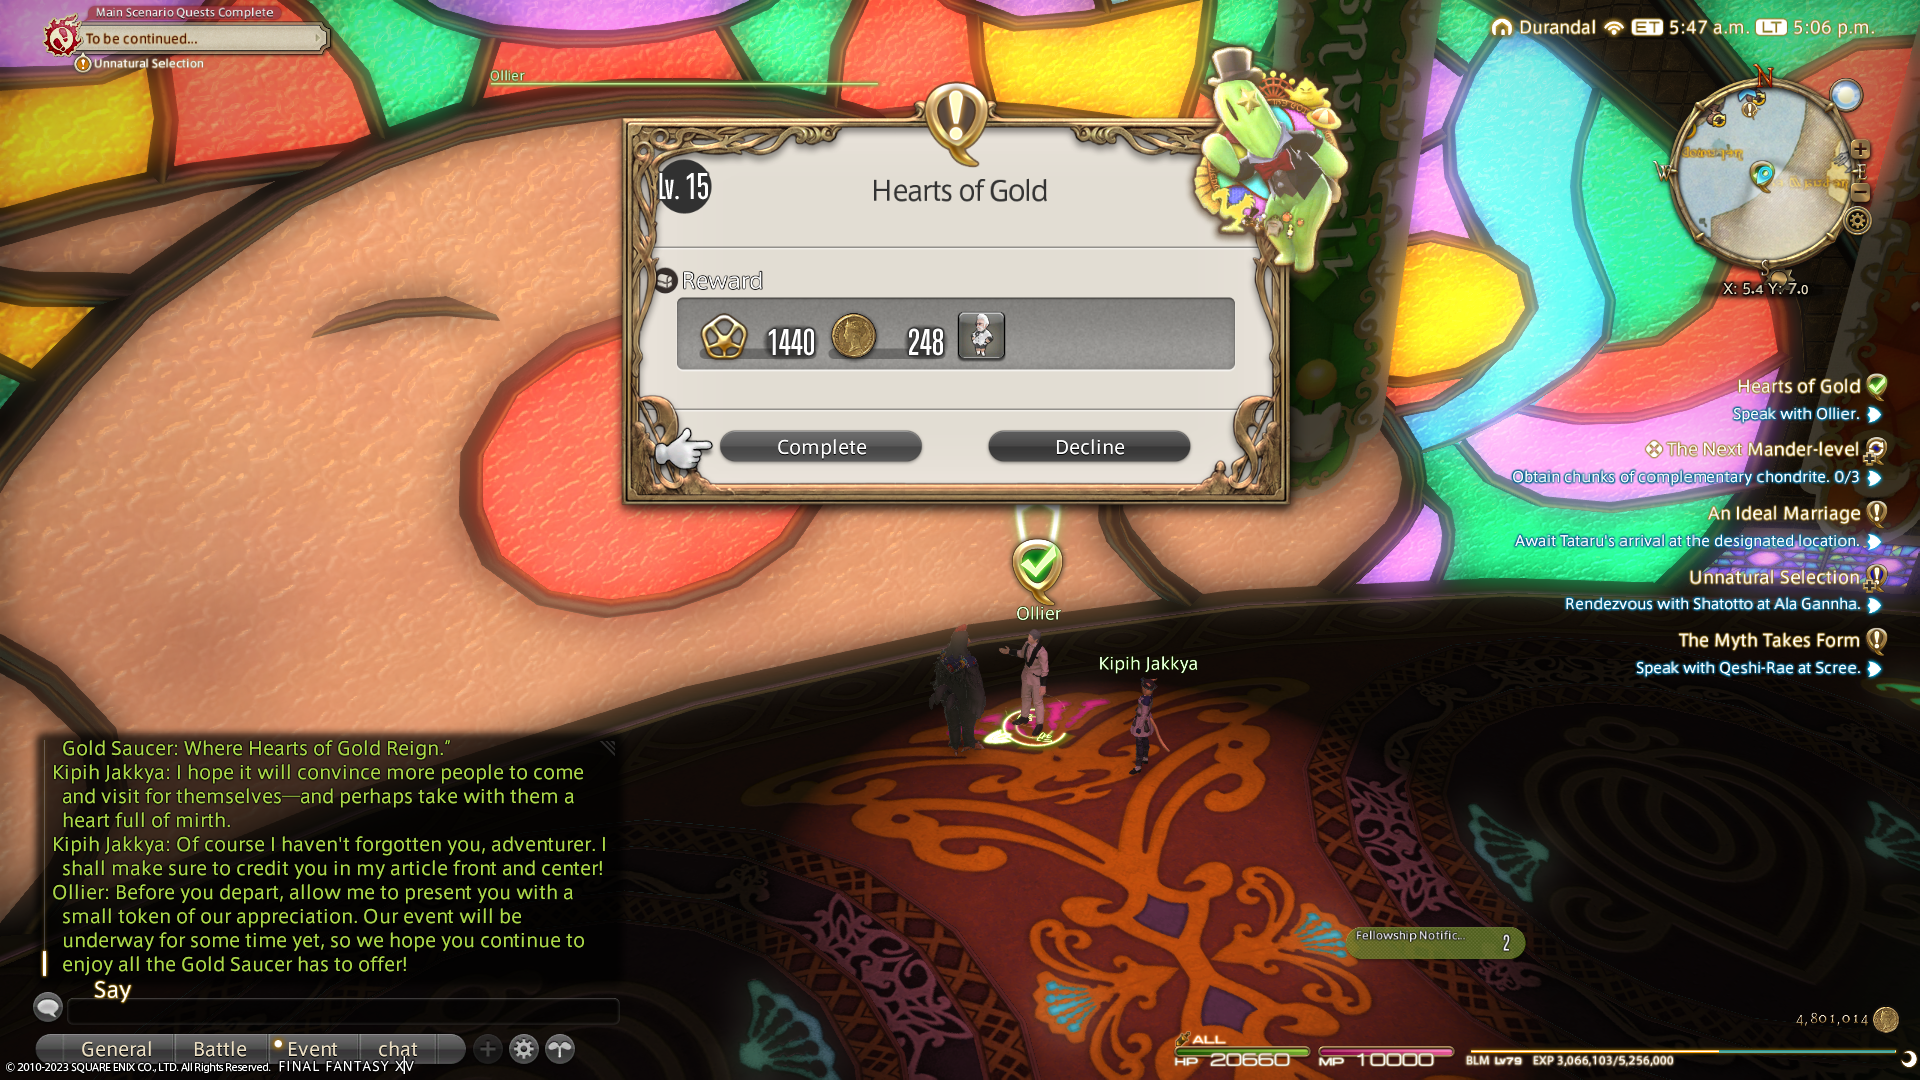 Main Scenario Quests Complete
To be continued...
Unnatural Selection
Ollier
Durandal ET 5:47 a.m. LT 5:06 p.m.
N
W
E
S
X: 5.4 Y: 7.0
Lv. 15
Hearts of Gold
Reward
1440
248
Complete
Decline
Hearts of Gold
Speak with Ollier.
The Next Mander-level
Obtain chunks of complementary chondrite. 0/3
An Ideal Marriage
Await Tataru's arrival at the designated location.
Unnatural Selection
Rendezvous with Shatotto at Ala Gannha.
The Myth Takes Form
Speak with Qeshi-Rae at Scree.
Ollier
Kipih Jakkya
Gold Saucer: Where Hearts of Gold Reign."
Kipih Jakkya: I hope it will convince more people to come
and visit for themselves—and perhaps take with them a
heart full of mirth.
Kipih Jakkya: Of course I haven't forgotten you, adventurer. I
shall make sure to credit you in my article front and center!
Ollier: Before you depart, allow me to present you with a
small token of our appreciation. Our event will be
underway for some time yet, so we hope you continue to
enjoy all the Gold Saucer has to offer!
Say
General
Battle
Event
chat
Fellowship Notific... 2
4,801,014
ALL
HP 20660
MP 10000
BLM Lv79 EXP 3,066,103/5,256,000
© 2010-2023 SQUARE ENIX CO., LTD. All Rights Reserved. FINAL FANTASY XIV